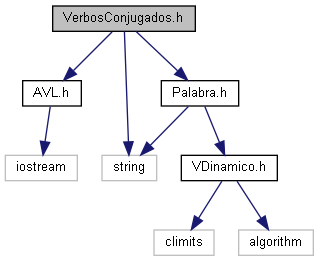 VerbosConjugados.h
AVL.h
Palabra.h
iostream
string
VDinamico.h
climits
algorithm